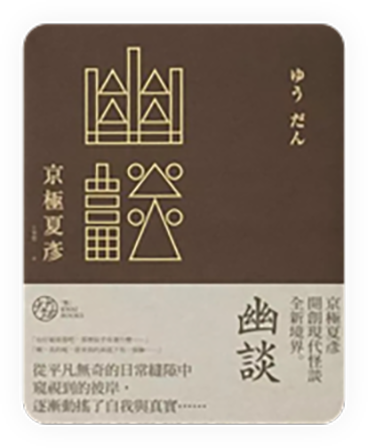 幽談
ゆうだん
京極夏彥
京極夏彥
開創現代怪談
全新境界。
幽談
從平凡無奇的日常縫隙中
窺視到的彼岸，
逐漸動搖了自我與真實……